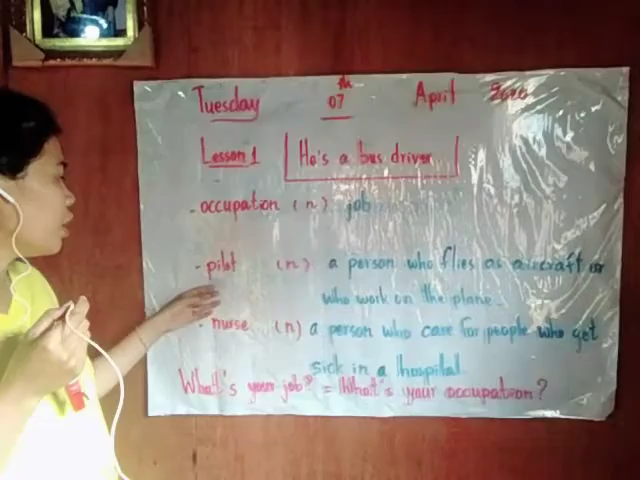 Tuesday 07th April 2020
Lesson 1 He's a bus driver
- occupation (n) job
- pilot (n) a person who flies as aircraft or
who work on the plane.
- nurse (n) a person who care for people who get
sick in a hospital.
What's your job? = What's your occupation?